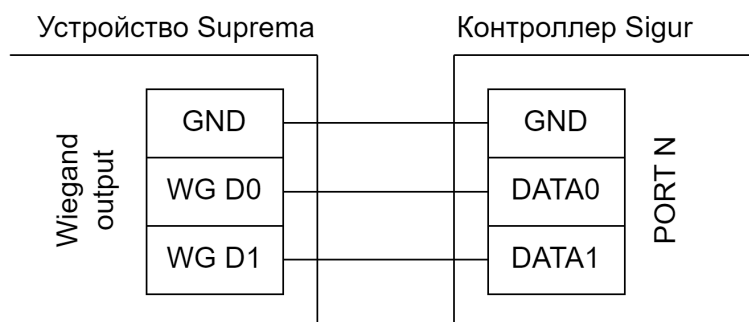 Устройство Suprema
Контроллер Sigur
Wiegand
output
GND
WG D0
WG D1
GND
DATA0
DATA1
PORT N